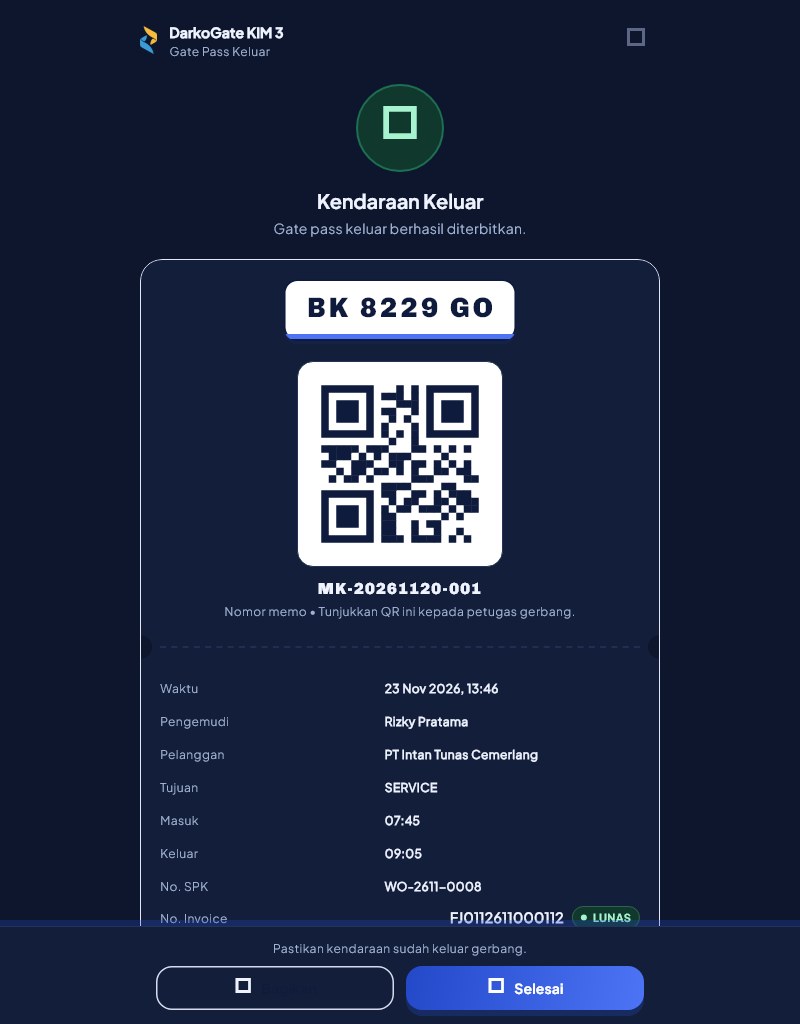 DarkoGate KIM 3
Gate Pass Keluar
Kendaraan Keluar
Gate pass keluar berhasil diterbitkan.
BK 8229 GO
MK-20261120-001
Nomor memo • Tunjukkan QR ini kepada petugas gerbang.
Waktu 23 Nov 2026, 13:46
Pengemudi Rizky Pratama
Pelanggan PT Intan Tunas Cemerlang
Tujuan SERVICE
Masuk 07:45
Keluar 09:05
No. SPK WO-2611-0008
No. Invoice FJ0112611000112 LUNAS
Pastikan kendaraan sudah keluar gerbang.
Selesai